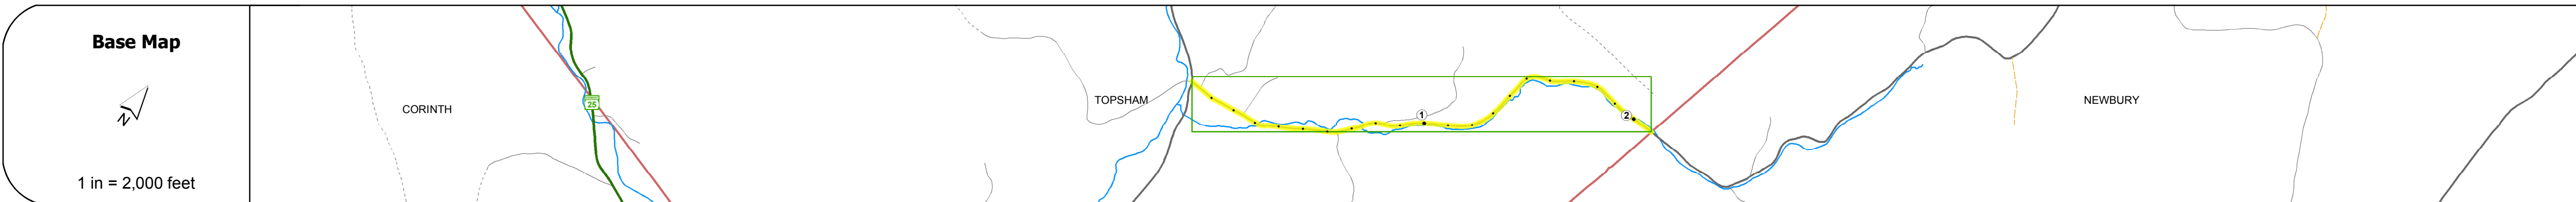 Base Map
N
1 in = 2,000 feet
CORINTH
25
TOPSHAM
1
2
NEWBURY